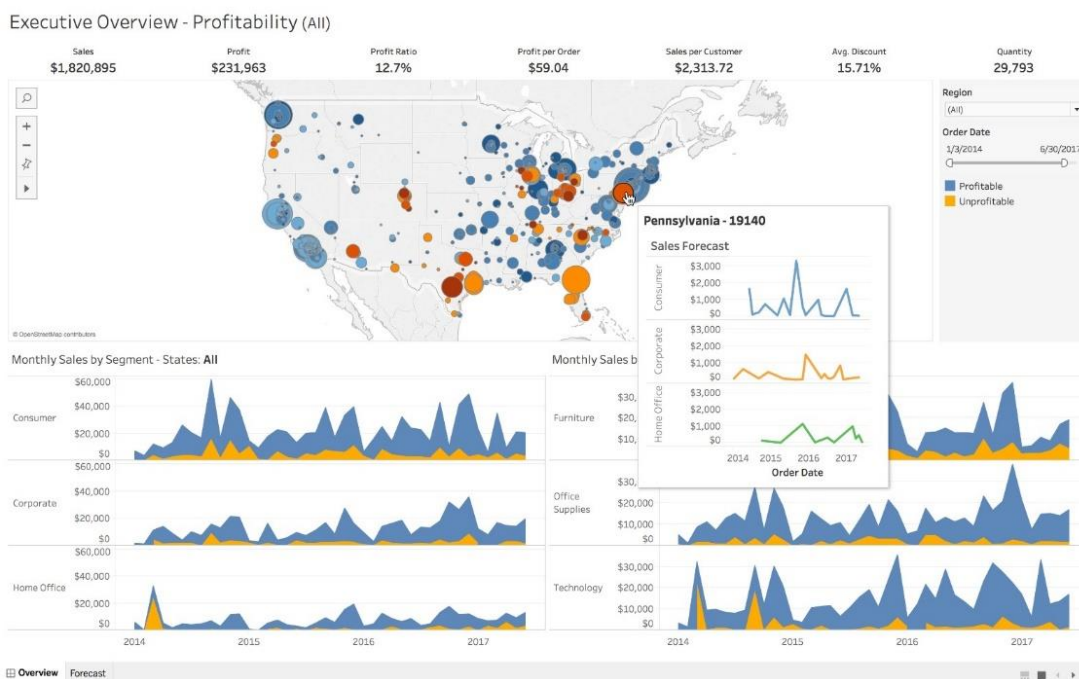 Executive Overview - Profitability (All)
Sales Profit Profit Ratio Profit per Order Sales per Customer Avg. Discount Quantity
$1,820,895 $231,963 12.7% $59.04 $2,313.72 15.71% 29,793
Region
(All)
Order Date
1/3/2014 6/30/2017
Profitable
Unprofitable
© OpenStreetMap contributors
Pennsylvania - 19140
Sales Forecast
Consumer
$3,000
$2,000
$1,000
$0
Corporate
$3,000
$2,000
$1,000
$0
Home Office
$3,000
$2,000
$1,000
$0
2014 2015 2016 2017
Order Date
Monthly Sales by Segment - States: All
Consumer
$60,000
$40,000
$20,000
$0
Corporate
$60,000
$40,000
$20,000
$0
Home Office
$60,000
$40,000
$20,000
$0
2014 2015 2016 2017
Monthly Sales b
Furniture
$30,
$20,
$10,
Office
Supplies
$30,
$20,000
$10,000
$0
Technology
$30,000
$20,000
$10,000
$0
2014 2015 2016 2017
Overview Forecast